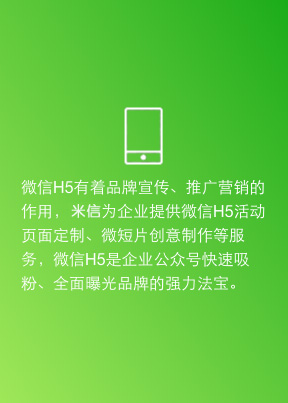 微信H5有着品牌宣传、推广营销的
作用，米信为企业提供微信H5活动
页面定制、微短片创意制作等服
务，微信H5是企业公众号快速吸
粉、全面曝光品牌的强力法宝。